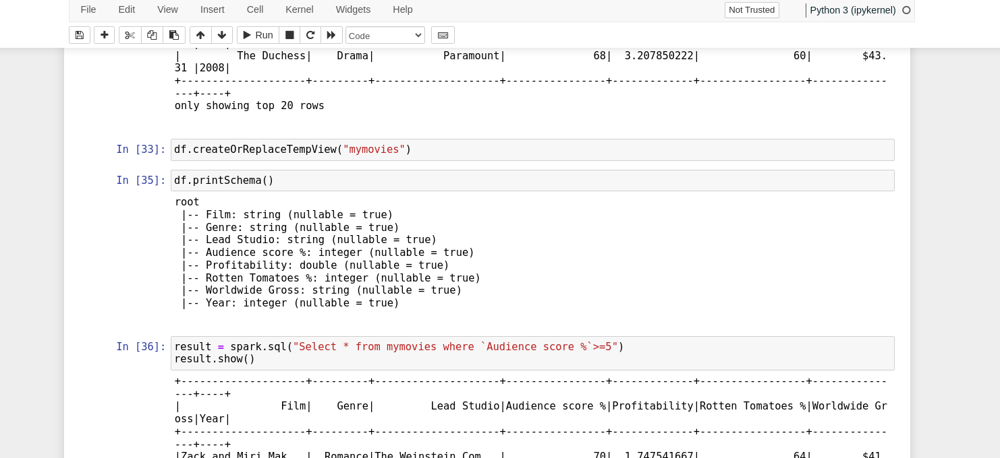 File Edit View Insert Cell Kernel Widgets Help Not Trusted Python 3 (ipykernel)
Run Code
| The Duchess| Drama| Paramount| 68| 3.207850222| 60| $43.
31 |2008|
+--------------------+---------+--------------------+----------------+-------------+-----------------+------------
---+----+
only showing top 20 rows
In [33]: df.createOrReplaceTempView("mymovies")
In [35]: df.printSchema()
root
|-- Film: string (nullable = true)
|-- Genre: string (nullable = true)
|-- Lead Studio: string (nullable = true)
|-- Audience score %: integer (nullable = true)
|-- Profitability: double (nullable = true)
|-- Rotten Tomatoes %: integer (nullable = true)
|-- Worldwide Gross: string (nullable = true)
|-- Year: integer (nullable = true)
In [36]: result = spark.sql("Select * from mymovies where `Audience score %`>=5")
result.show()
+--------------------+---------+--------------------+----------------+-------------+-----------------+------------
---+----+
| Film| Genre| Lead Studio|Audience score %|Profitability|Rotten Tomatoes %|Worldwide Gr
oss|Year|
+--------------------+---------+--------------------+----------------+-------------+-----------------+------------
---+----+
|Zack and Miri Mak...| Romance|The Weinstein Com...| 70| 1.747541667| 64| $41.